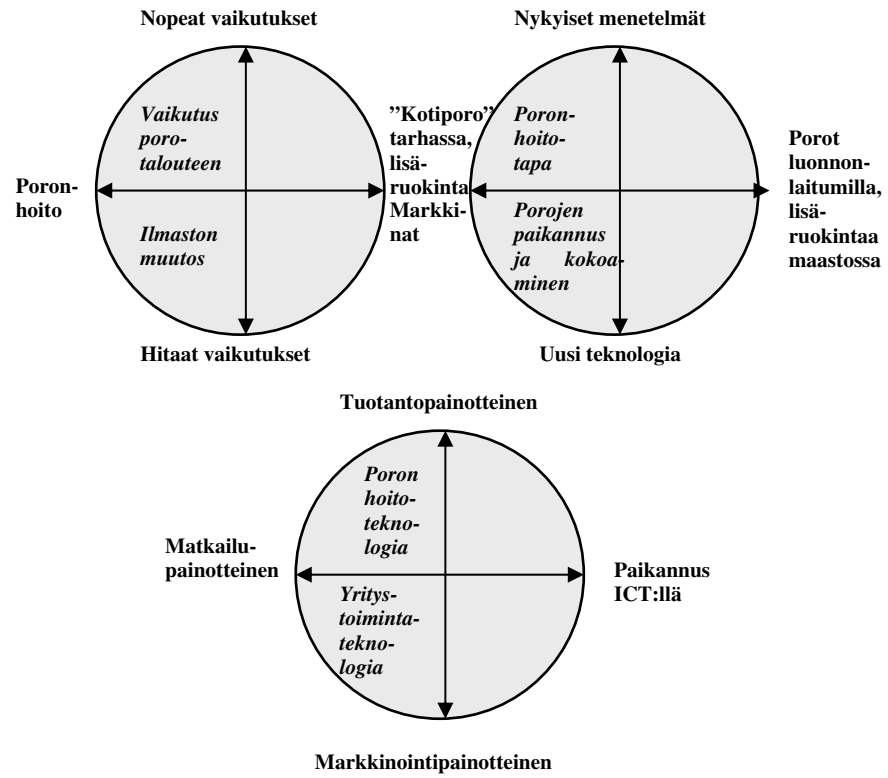 Nopeat vaikutukset
Vaikutus
poro-
talouteen
Poron-
hoito
Ilmaston
muutos
Hitaat vaikutukset
”Kotiporo”
tarhassa,
lisä-
ruokinta
Markki-
nat
Nykyiset menetelmät
Poron-
hoito-
tapa
Porojen
paikannus
ja kokoa-
minen
Porot
luonnon-
laitumilla,
lisä-
ruokintaa
maastossa
Uusi teknologia
Tuotantopainotteinen
Poron
hoito-
tekno-
logia
Matkailu-
painotteinen
Yritys-
toiminta-
tekno-
logia
Paikannus
ICT:llä
Markkinointipainotteinen